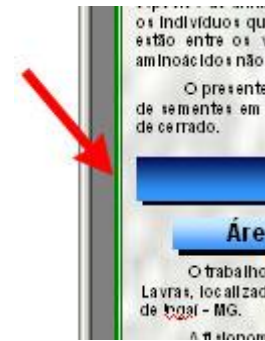 os indivíduos qu
estão entre os v
aminoácidos não
O presente
de sementes em
de cerrado.
Áre
O trabalho
Lavras, localizad
de Ingaí – MG.
A fisionom